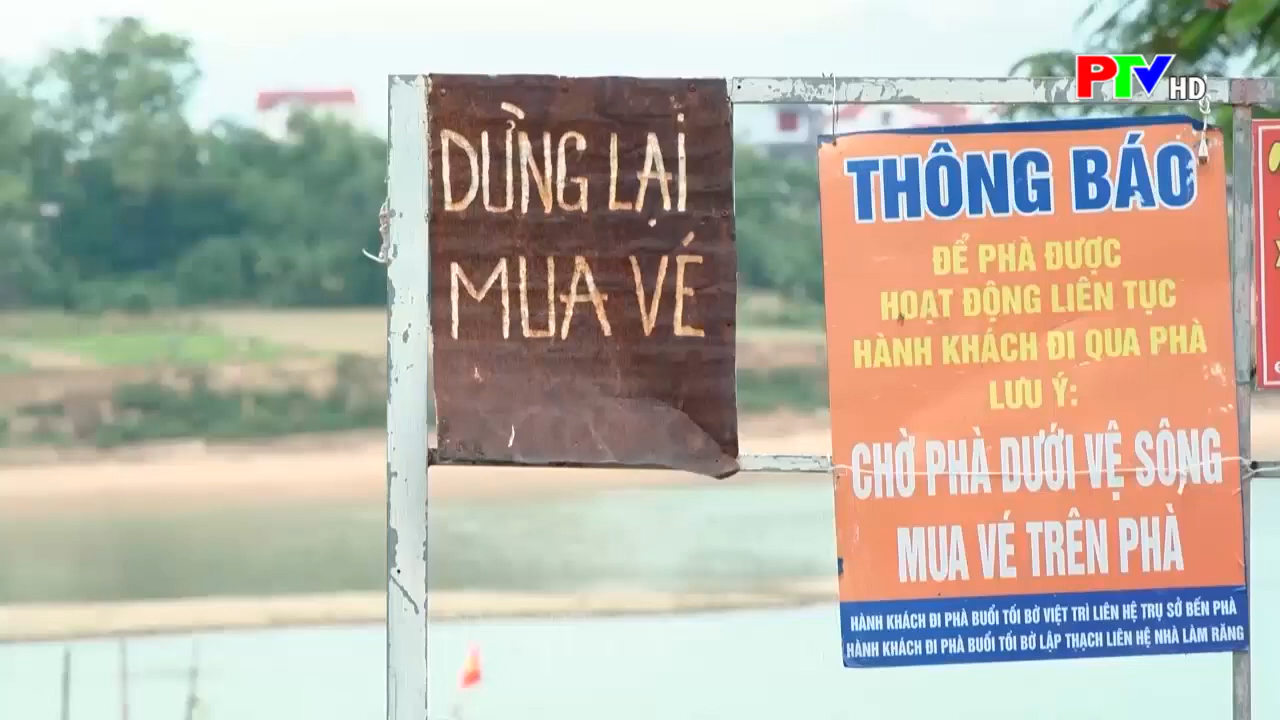 PTV HD
DỪNG LẠI
MUA VÉ
THÔNG BÁO
ĐỂ PHÀ ĐƯỢC
HOẠT ĐỘNG LIÊN TỤC
HÀNH KHÁCH ĐI QUA PHÀ
LƯU Ý:
CHỜ PHÀ DƯỚI VỆ SÔNG
MUA VÉ TRÊN PHÀ
HÀNH KHÁCH ĐI PHÀ BUỔI TỐI BỜ VIỆT TRÌ LIÊN HỆ TRỤ SỞ BẾN PHÀ
HÀNH KHÁCH ĐI PHÀ BUỔI TỐI BỜ LẬP THẠCH LIÊN HỆ NHÀ LÀM RĂNG